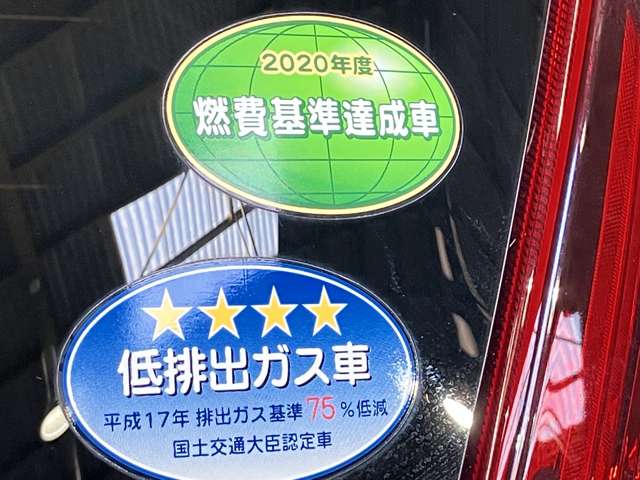 2020年度
燃費基準達成車
低排出ガス車
平成17年 排出ガス基準 75%低減
国土交通大臣認定車